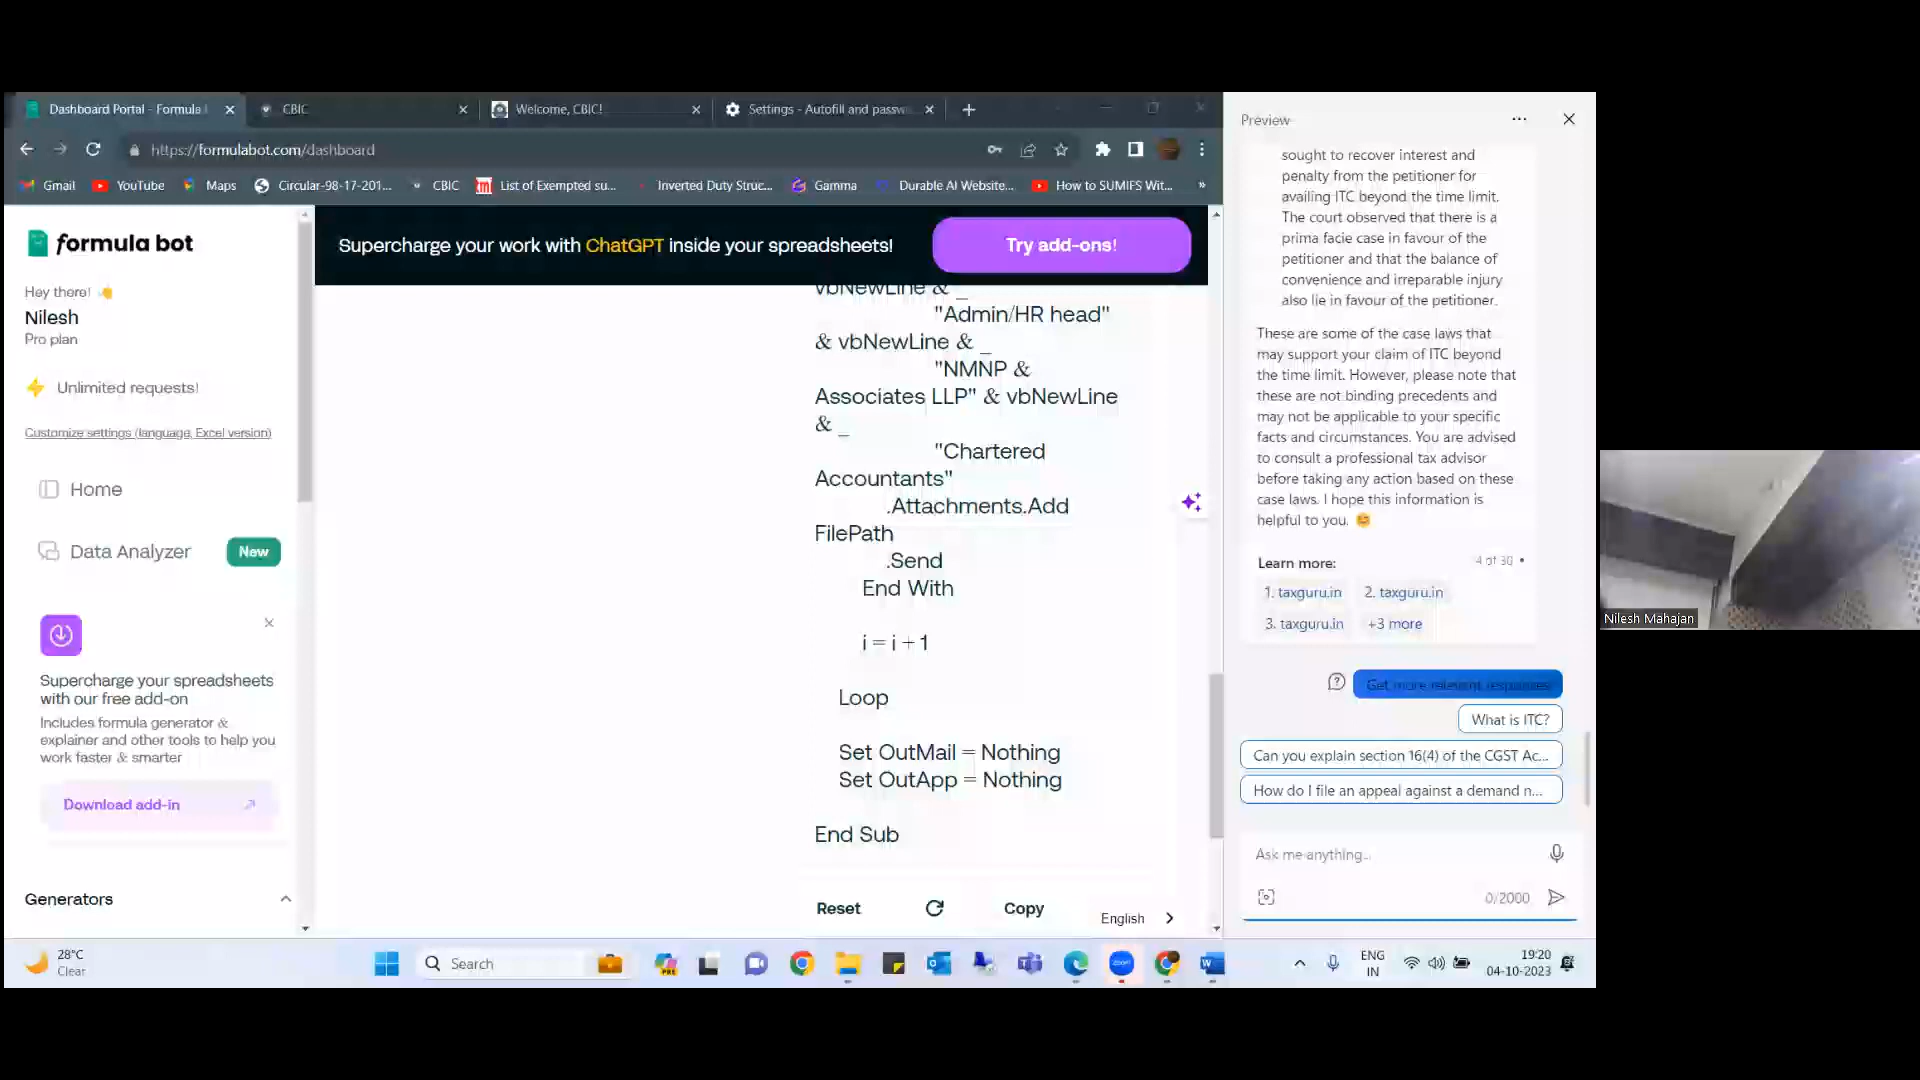 Dashboard Portal - Formula
CBIC
Welcome, CBIC!
Settings - Autofill and passw
https://formulabot.com/dashboard
Gmail
YouTube
Maps
Circular-98-17-201...
CBIC
List of Exempted su...
Inverted Duty Struc...
Gamma
Durable AI Website...
How to SUMIFS Wit...
»
formula bot
Hey there! 👋
Nilesh
Pro plan
Unlimited requests!
Customize settings (language, Excel version)
Home
Data Analyzer
New
Supercharge your spreadsheets
with our free add-on
Includes formula generator &
explainer and other tools to help you
work faster & smarter
Download add-in
Generators
Supercharge your work with ChatGPT inside your spreadsheets!
Try add-ons!
vbNewLine & _
"Admin/HR head"
& vbNewLine & _
"NMNP &
Associates LLP" & vbNewLine
& _
"Chartered
Accountants"
.Attachments.Add
FilePath
.Send
End With
i = i + 1
Loop
Set OutMail = Nothing
Set OutApp = Nothing
End Sub
Reset
Copy
English
Preview
sought to recover interest and
penalty from the petitioner for
availing ITC beyond the time limit.
The court observed that there is a
prima facie case in favour of the
petitioner and that the balance of
convenience and irreparable injury
also lie in favour of the petitioner.
These are some of the case laws that
may support your claim of ITC beyond
the time limit. However, please note that
these are not binding precedents and
may not be applicable to your specific
facts and circumstances. You are advised
to consult a professional tax advisor
before taking any action based on these
case laws. I hope this information is
helpful to you. 😊
Learn more:
4 of 30
1. taxguru.in
2. taxguru.in
3. taxguru.in
+3 more
Get more relevant responses
What is ITC?
Can you explain section 16(4) of the CGST Ac...
How do I file an appeal against a demand n...
Ask me anything...
0/2000
Nilesh Mahajan
28°C
Clear
Search
PRE
zoom
ENG
IN
19:20
04-10-2023